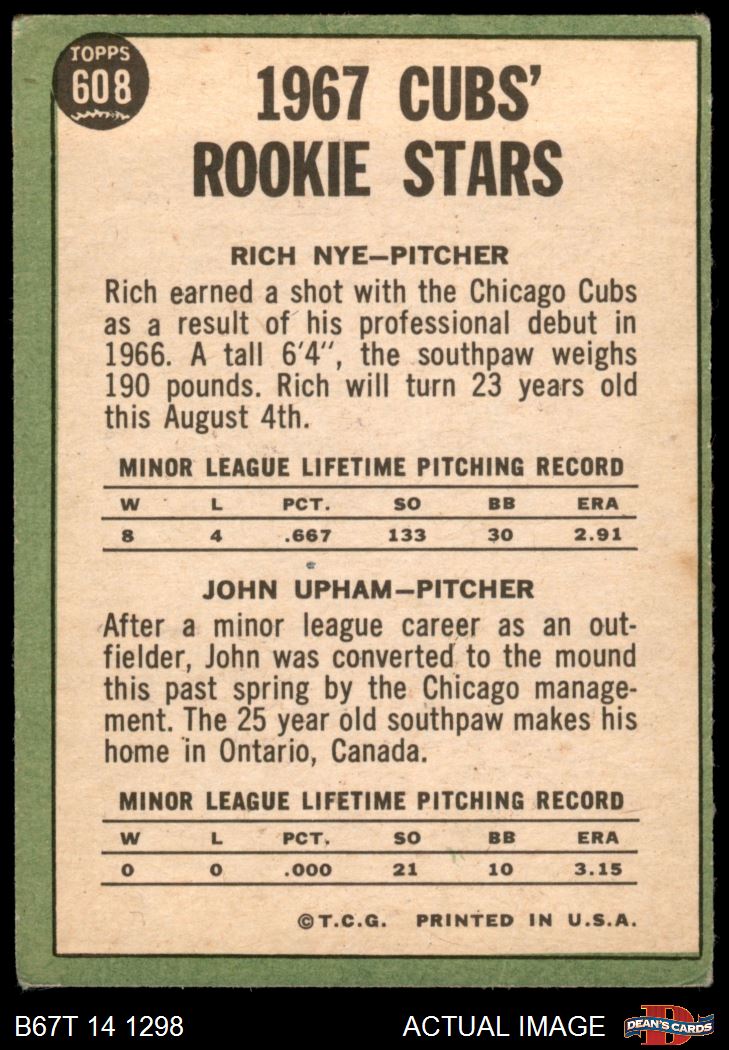 TOPPS
608
1967 CUBS'
ROOKIE STARS
RICH NYE—PITCHER
Rich earned a shot with the Chicago Cubs
as a result of his professional debut in
1966. A tall 6'4", the southpaw weighs
190 pounds. Rich will turn 23 years old
this August 4th.
MINOR LEAGUE LIFETIME PITCHING RECORD
W L PCT. SO BB ERA
8 4 .667 133 30 2.91
JOHN UPHAM—PITCHER
After a minor league career as an out-
fielder, John was converted to the mound
this past spring by the Chicago manage-
ment. The 25 year old southpaw makes his
home in Ontario, Canada.
MINOR LEAGUE LIFETIME PITCHING RECORD
W L PCT. SO BB ERA
0 0 .000 21 10 3.15
©T.C.G. PRINTED IN U.S.A.
B67T 14 1298 ACTUAL IMAGE D DEAN'S CARDS